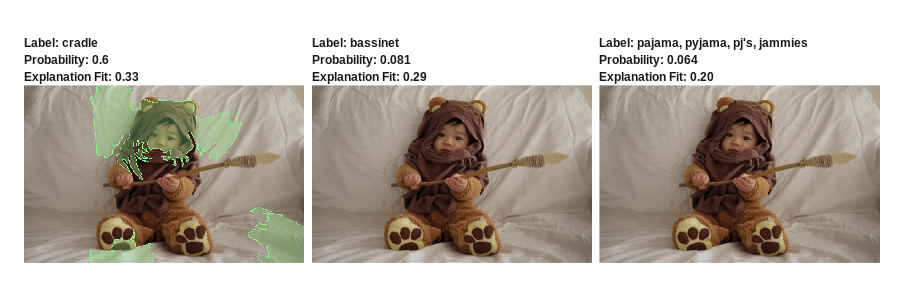 Label: cradle
Probability: 0.6
Explanation Fit: 0.33
Label: bassinet
Probability: 0.081
Explanation Fit: 0.29
Label: pajama, pyjama, pj's, jammies
Probability: 0.064
Explanation Fit: 0.20